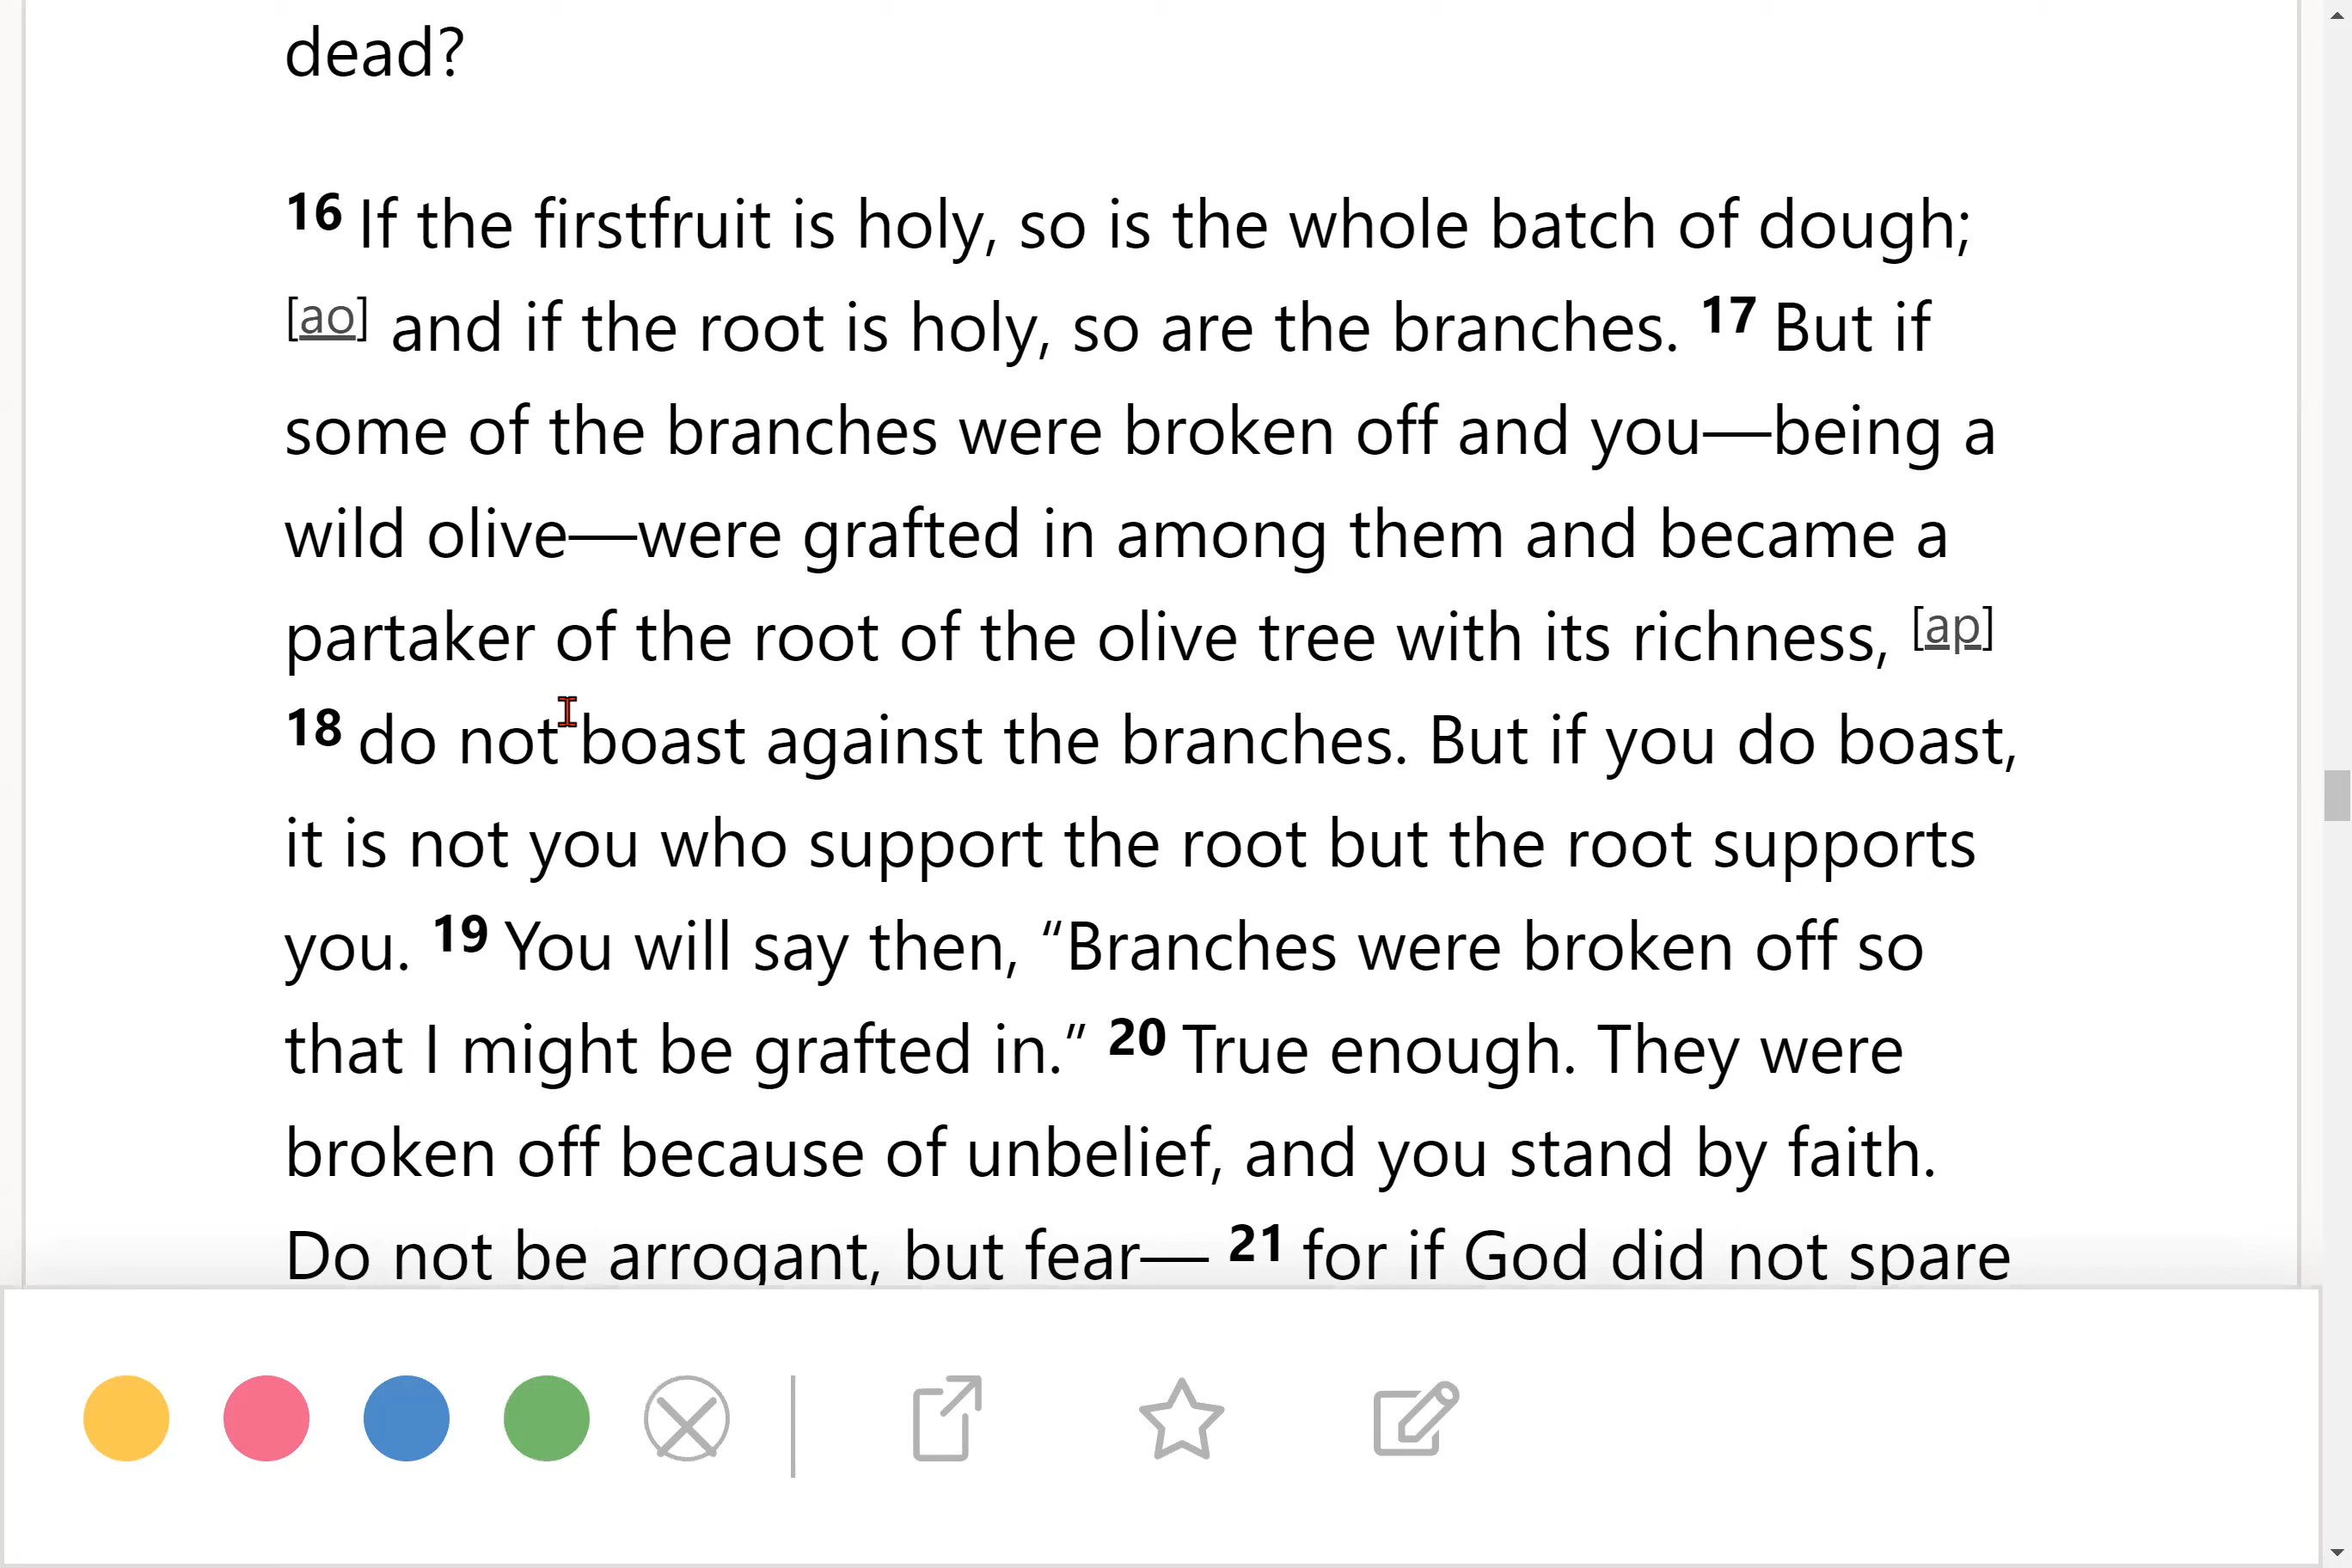 dead?
16 If the firstfruit is holy, so is the whole batch of dough;
[ao] and if the root is holy, so are the branches. 17 But if
some of the branches were broken off and you—being a
wild olive—were grafted in among them and became a
partaker of the root of the olive tree with its richness, [ap]
18 do not boast against the branches. But if you do boast,
it is not you who support the root but the root supports
you. 19 You will say then, “Branches were broken off so
that I might be grafted in.” 20 True enough. They were
broken off because of unbelief, and you stand by faith.
Do not be arrogant, but fear— 21 for if God did not spare